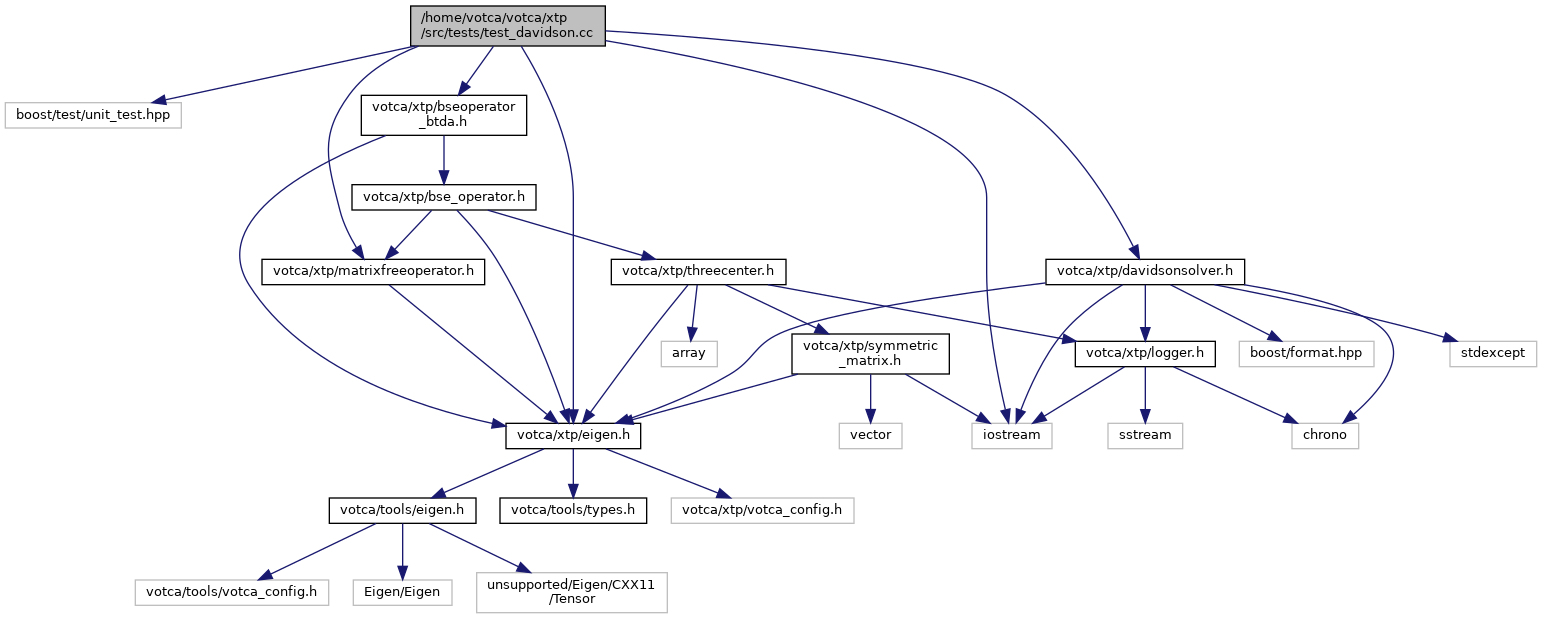 /home/votca/votca/xtp
/src/tests/test_davidson.cc
boost/test/unit_test.hpp
votca/xtp/bseoperator
_btda.h
votca/xtp/bse_operator.h
votca/xtp/matrixfreeoperator.h
votca/xtp/threecenter.h
votca/xtp/davidsonsolver.h
array
votca/xtp/symmetric
_matrix.h
votca/xtp/logger.h
boost/format.hpp
stdexcept
votca/xtp/eigen.h
vector
iostream
sstream
chrono
votca/tools/eigen.h
votca/tools/types.h
votca/xtp/votca_config.h
votca/tools/votca_config.h
Eigen/Eigen
unsupported/Eigen/CXX11
/Tensor